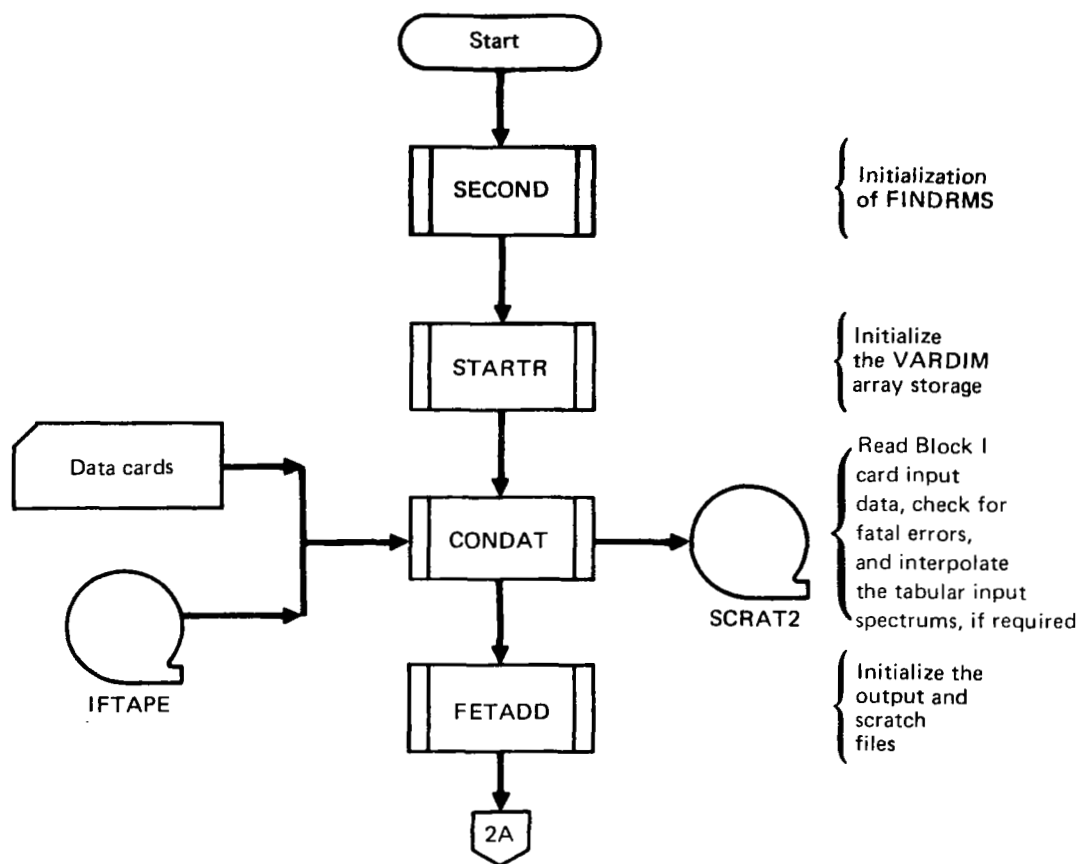 Start
SECOND
Initialization
of FINDRMS
STARTR
Initialize
the VARDIM
array storage
Data cards
IFTAPE
CONDAT
SCRAT2
Read Block I
card input
data, check for
fatal errors,
and interpolate
the tabular input
spectrums, if required
FETADD
Initialize the
output and
scratch
files
2A